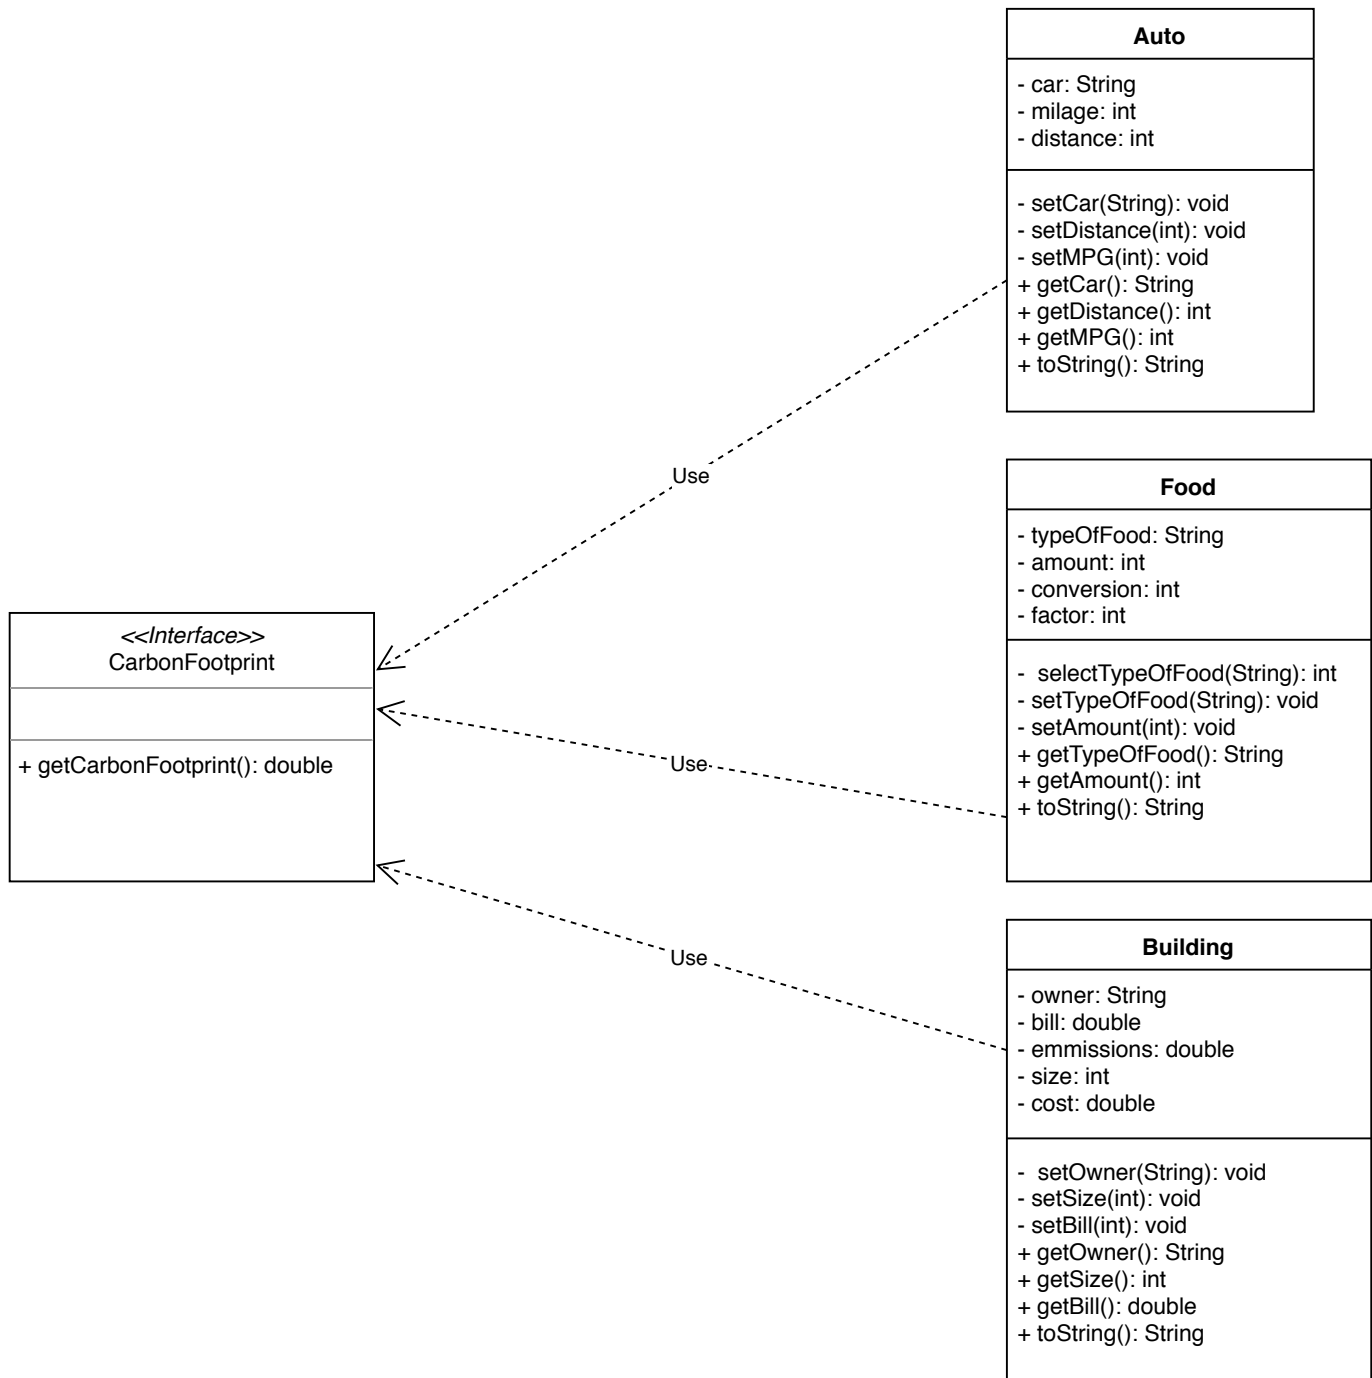 Auto
- car: String
- milage: int
- distance: int
- setCar(String): void
- setDistance(int): void
- setMPG(int): void
+ getCar(): String
+ getDistance(): int
+ getMPG(): int
+ toString(): String
Use
Food
- typeOfFood: String
- amount: int
- conversion: int
- factor: int
- selectTypeOfFood(String): int
- setTypeOfFood(String): void
- setAmount(int): void
+ getTypeOfFood(): String
+ getAmount(): int
+ toString(): String
<<Interface>>
CarbonFootprint
+ getCarbonFootprint(): double
Use
Use
Building
- owner: String
- bill: double
- emmissions: double
- size: int
- cost: double
- setOwner(String): void
- setSize(int): void
- setBill(int): void
+ getOwner(): String
+ getSize(): int
+ getBill(): double
+ toString(): String